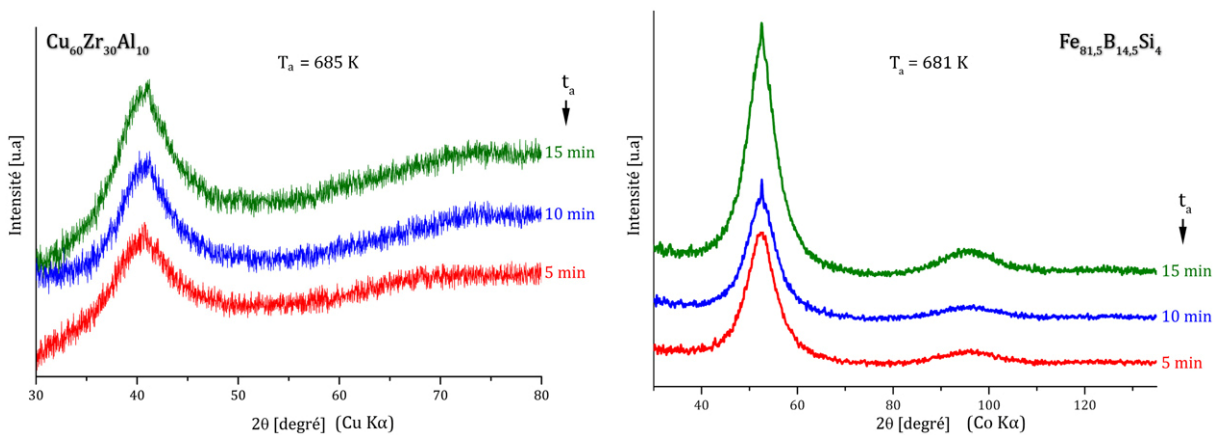 Cu60Zr30Al10
Ta = 685 K
ta
15 min
10 min
5 min
Intensité [u.a]
30 40 50 60 70 80
2θ [degré] (Cu Kα)
Fe81,5B14,5Si4
Ta = 681 K
ta
15 min
10 min
5 min
Intensité [u.a]
40 60 80 100 120
2θ [degré] (Co Kα)